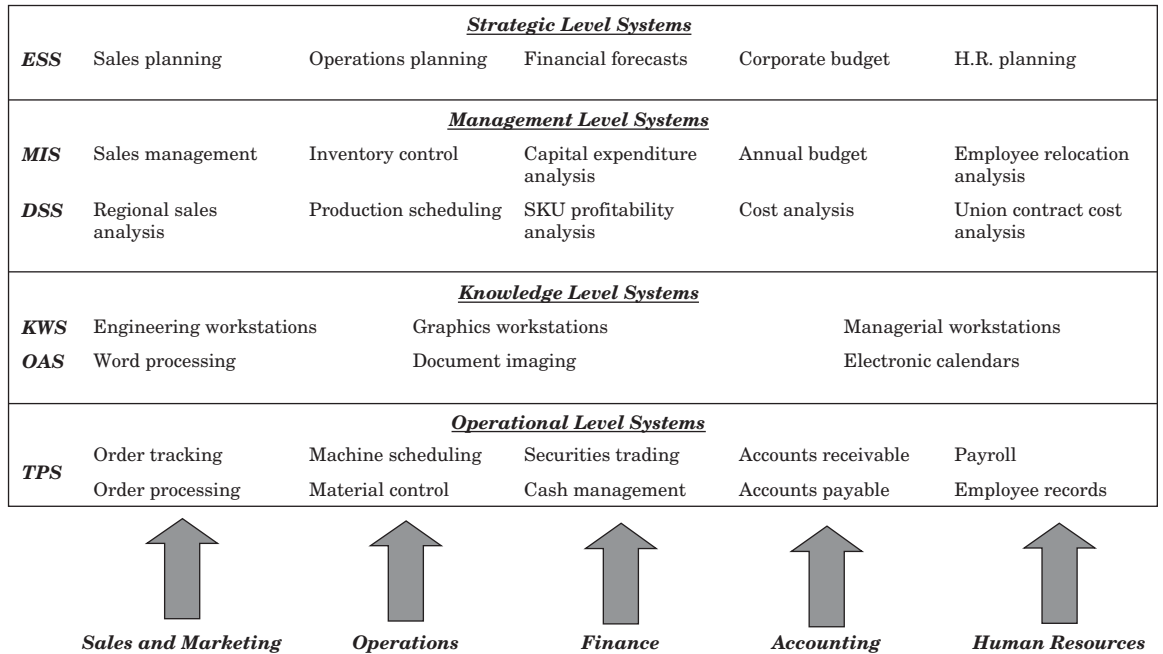 Strategic Level Systems
ESS Sales planning Operations planning Financial forecasts Corporate budget H.R. planning
Management Level Systems
MIS Sales management Inventory control Capital expenditure analysis Annual budget Employee relocation analysis
DSS Regional sales analysis Production scheduling SKU profitability analysis Cost analysis Union contract cost analysis
Knowledge Level Systems
KWS Engineering workstations Graphics workstations Managerial workstations
OAS Word processing Document imaging Electronic calendars
Operational Level Systems
TPS
Order tracking Machine scheduling Securities trading Accounts receivable Payroll
Order processing Material control Cash management Accounts payable Employee records
Sales and Marketing Operations Finance Accounting Human Resources